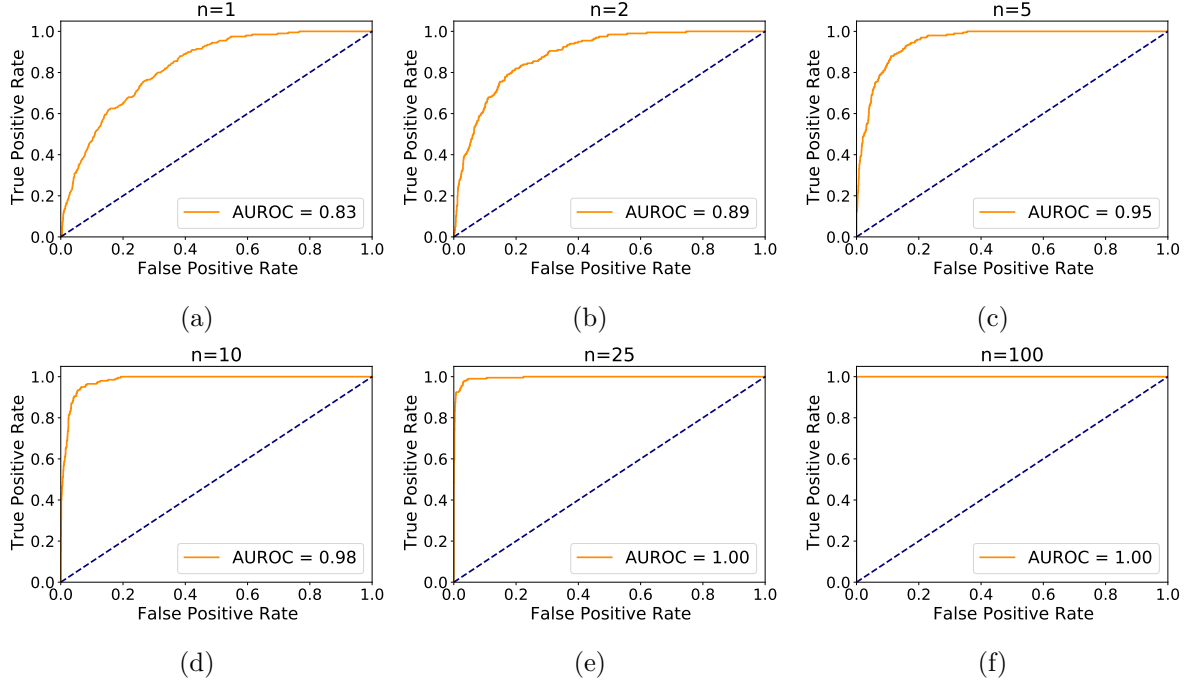 n=1
n=2
n=5
True Positive Rate
1.0
0.8
0.6
0.4
0.2
0.0
AUROC = 0.83
0.0 0.2 0.4 0.6 0.8 1.0
False Positive Rate
(a)
True Positive Rate
1.0
0.8
0.6
0.4
0.2
0.0
AUROC = 0.89
0.0 0.2 0.4 0.6 0.8 1.0
False Positive Rate
(b)
True Positive Rate
1.0
0.8
0.6
0.4
0.2
0.0
AUROC = 0.95
0.0 0.2 0.4 0.6 0.8 1.0
False Positive Rate
(c)
n=10
n=25
n=100
True Positive Rate
1.0
0.8
0.6
0.4
0.2
0.0
AUROC = 0.98
0.0 0.2 0.4 0.6 0.8 1.0
False Positive Rate
(d)
True Positive Rate
1.0
0.8
0.6
0.4
0.2
0.0
AUROC = 1.00
0.0 0.2 0.4 0.6 0.8 1.0
False Positive Rate
(e)
True Positive Rate
1.0
0.8
0.6
0.4
0.2
0.0
AUROC = 1.00
0.0 0.2 0.4 0.6 0.8 1.0
False Positive Rate
(f)